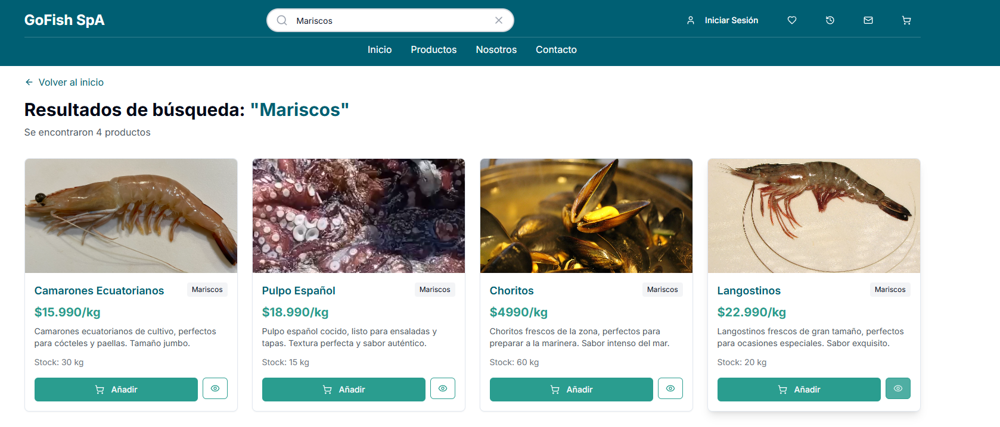 GoFish SpA
Mariscos
Iniciar Sesión
Inicio Productos Nosotros Contacto
Volver al inicio
Resultados de búsqueda: "Mariscos"
Se encontraron 4 productos
Camarones Ecuatorianos
Mariscos
$15.990/kg
Camarones ecuatorianos de cultivo, perfectos
para cócteles y paellas. Tamaño jumbo.
Stock: 30 kg
Añadir
Pulpo Español
Mariscos
$18.990/kg
Pulpo español cocido, listo para ensaladas y
tapas. Textura perfecta y sabor auténtico.
Stock: 15 kg
Añadir
Choritos
Mariscos
$4990/kg
Choritos frescos de la zona, perfectos para
preparar a la marinera. Sabor intenso del mar.
Stock: 60 kg
Añadir
Langostinos
Mariscos
$22.990/kg
Langostinos frescos de gran tamaño, perfectos
para ocasiones especiales. Sabor exquisito.
Stock: 20 kg
Añadir